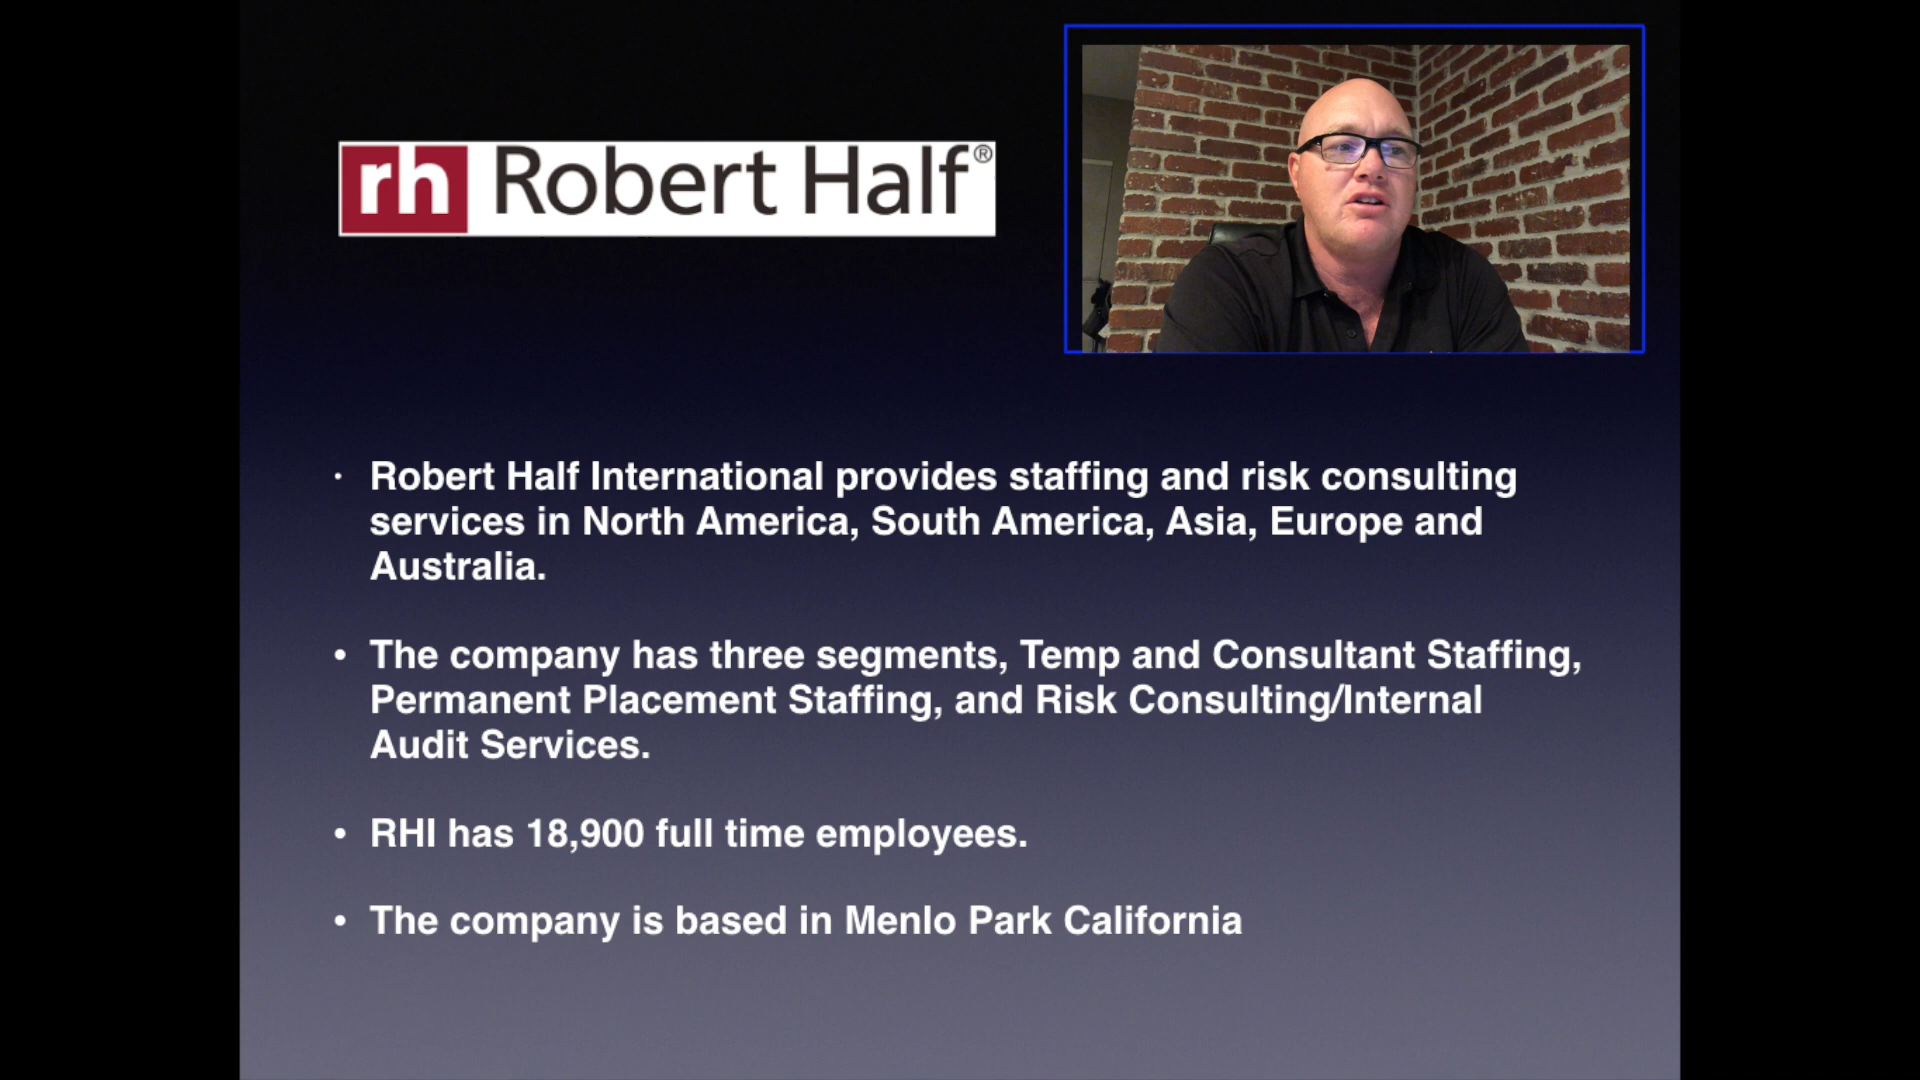 rh Robert Half®
• Robert Half International provides staffing and risk consulting
services in North America, South America, Asia, Europe and
Australia.
• The company has three segments, Temp and Consultant Staffing,
Permanent Placement Staffing, and Risk Consulting/Internal
Audit Services.
• RHI has 18,900 full time employees.
• The company is based in Menlo Park California